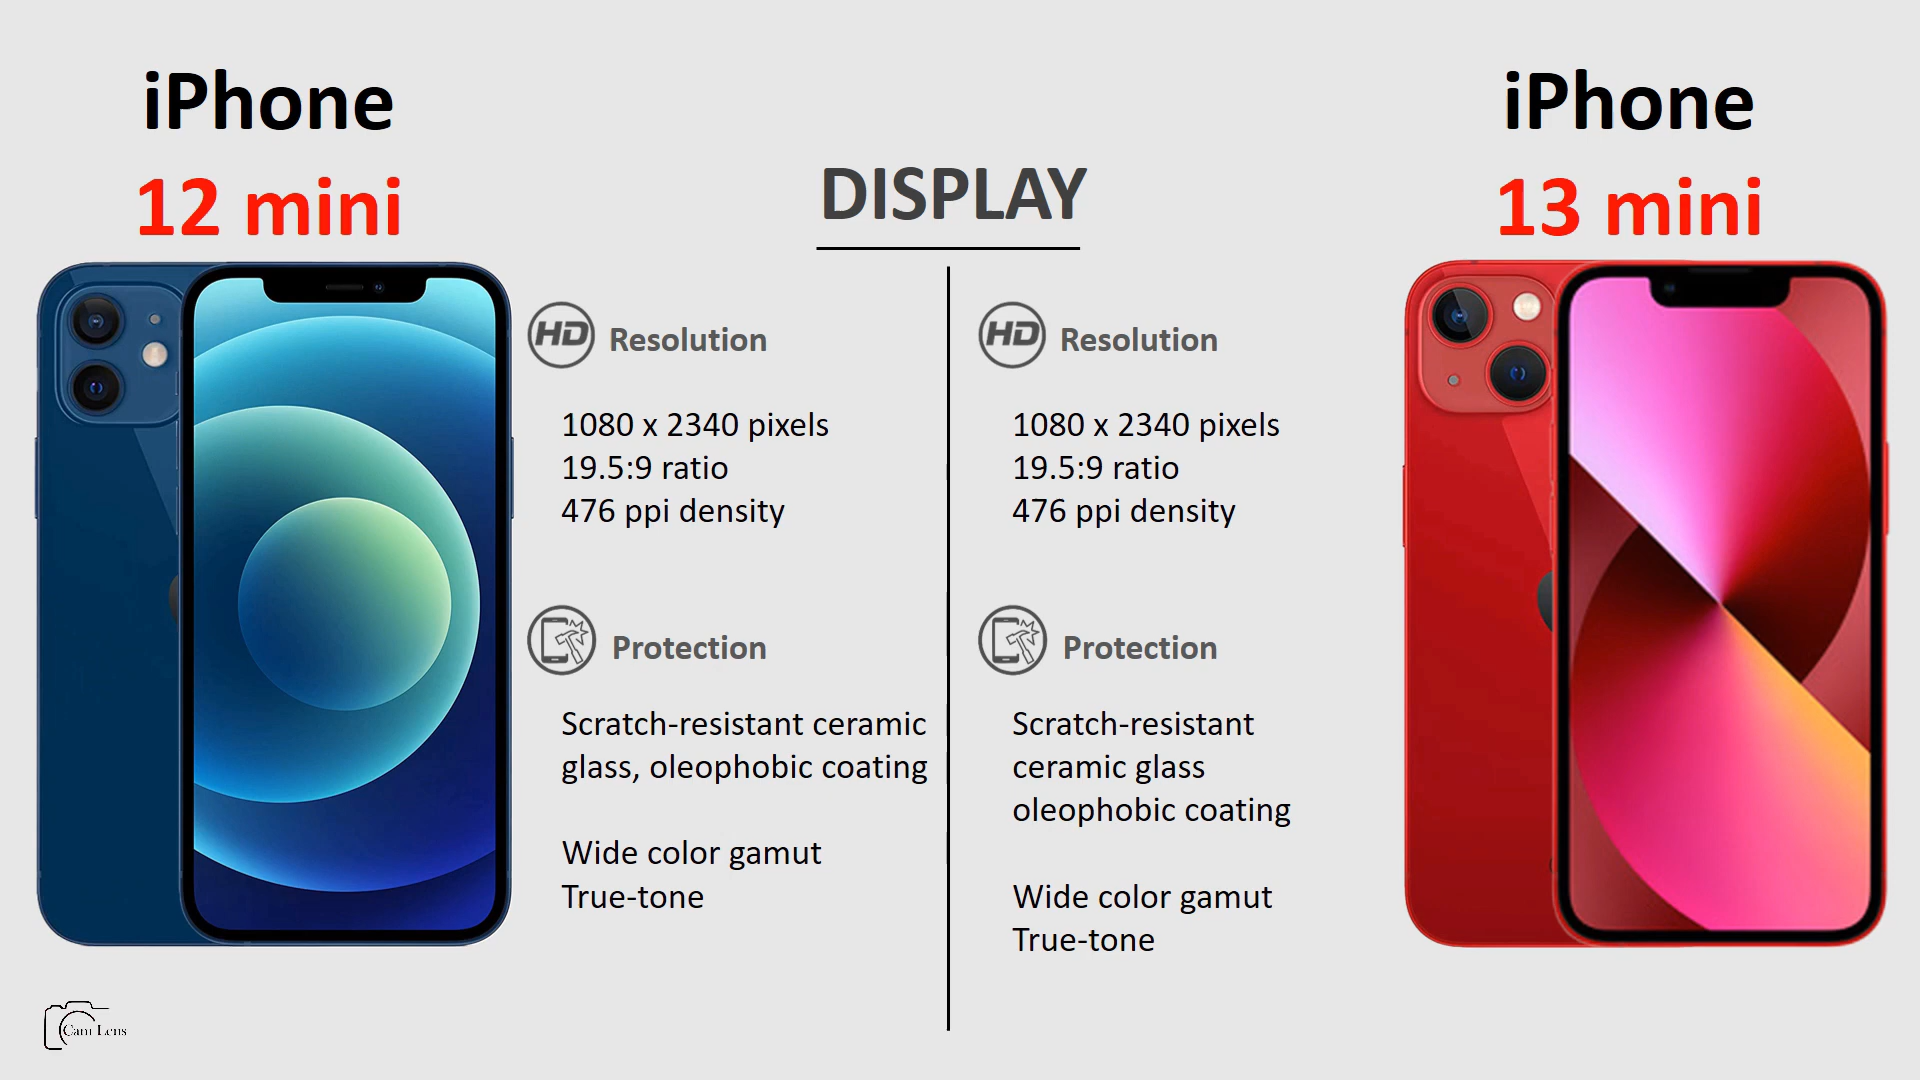 iPhone
12 mini
iPhone
13 mini
DISPLAY
HD Resolution
1080 x 2340 pixels
19.5:9 ratio
476 ppi density
Protection
Scratch-resistant ceramic
glass, oleophobic coating
Wide color gamut
True-tone
HD Resolution
1080 x 2340 pixels
19.5:9 ratio
476 ppi density
Protection
Scratch-resistant
ceramic glass
oleophobic coating
Wide color gamut
True-tone
Cam Lens